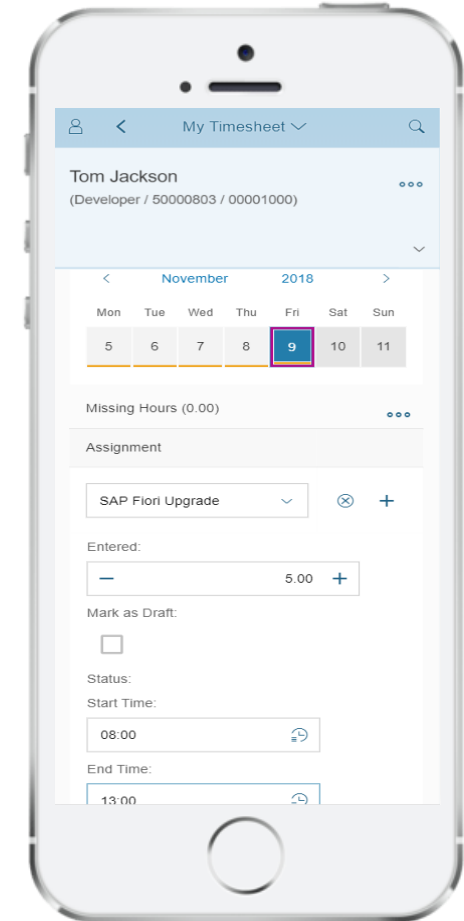 My Timesheet
Tom Jackson
(Developer / 50000803 / 00001000)
November 2018
Mon Tue Wed Thu Fri Sat Sun
5 6 7 8 9 10 11
Missing Hours (0.00)
Assignment
SAP Fiori Upgrade
Entered:
5.00
Mark as Draft:
Status:
Start Time:
08:00
End Time:
13:00